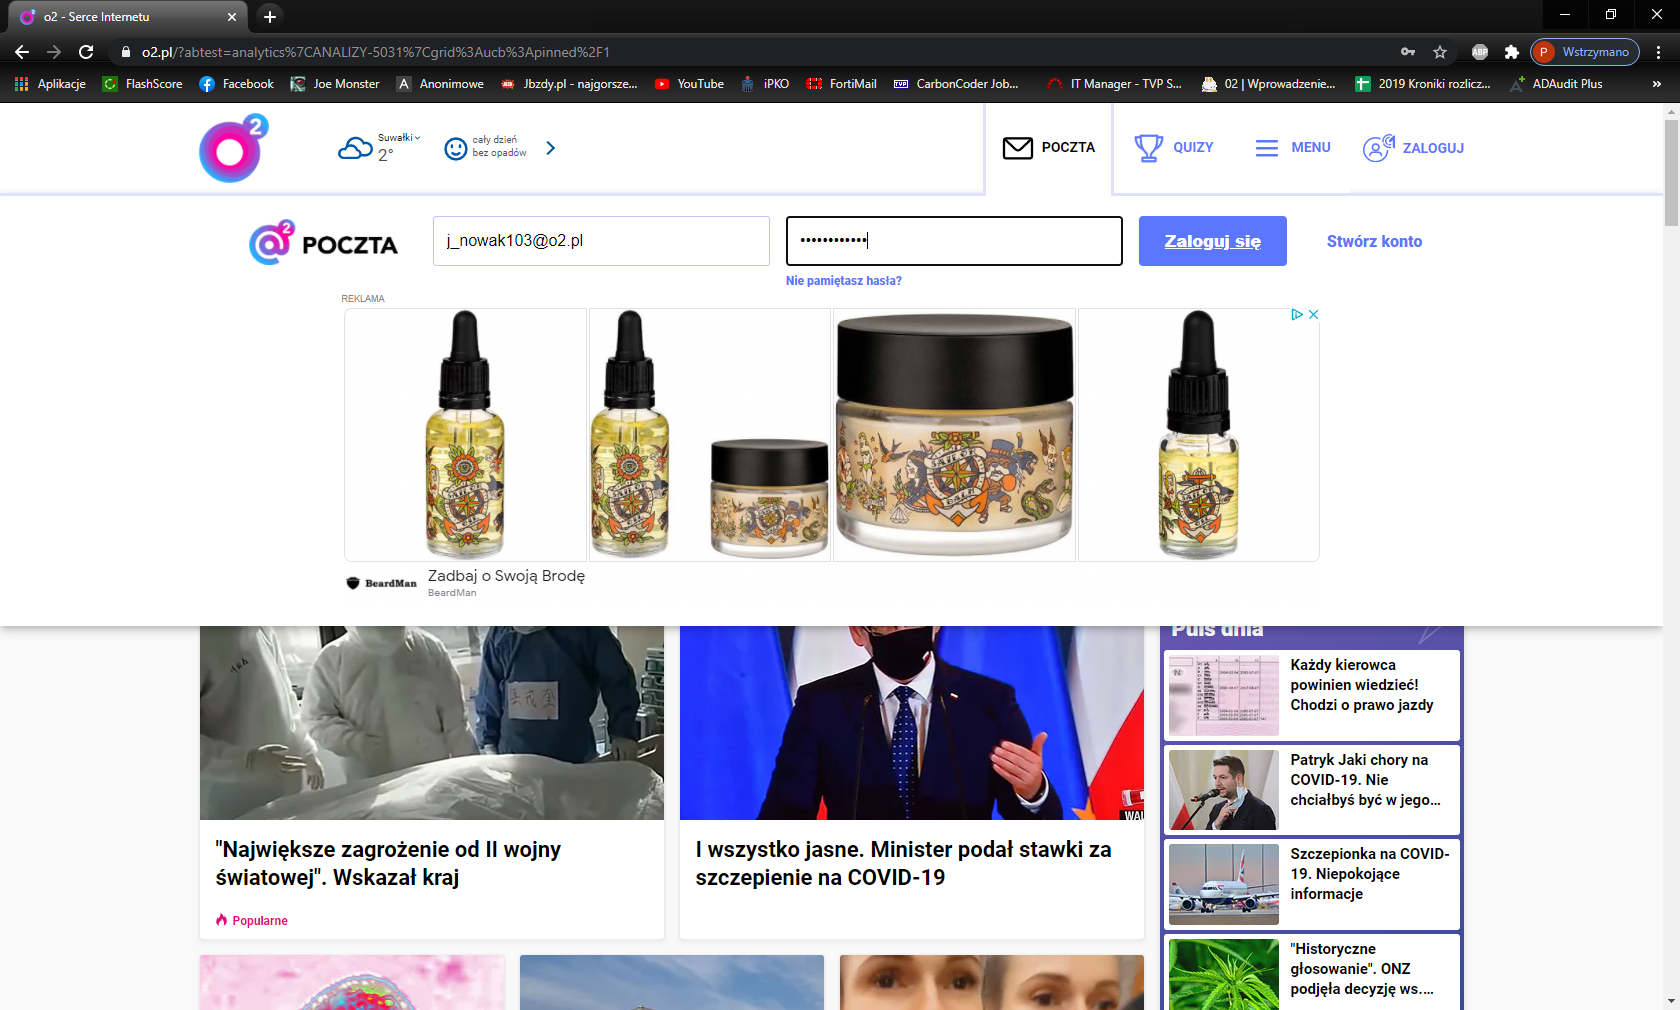 o2 - Serce Internetu
o2.pl/?abtest=analytics%7CANALIZY-5031%7Cgrid%3Aucb%3Apinned%2F1
ABP
P Wstrzymano
Aplikacje FlashScore Facebook Joe Monster A Anonimowe Jbzdy.pl - najgorsze... YouTube iPKO FortiMail CarbonCoder Job... IT Manager - TVP S... 02 | Wprowadzenie... 2019 Kroniki rozlicz... ADAudit Plus »
2
Suwałki
2°
cały dzień
bez opadów
POCZTA
QUIZY
MENU
ZALOGUJ
@2 POCZTA
j_nowak103@o2.pl
••••••••••••
Zaloguj się
Stwórz konto
Nie pamiętasz hasła?
REKLAMA
BeardMan
Zadbaj o Swoją Brodę
BeardMan
Puls dnia
Każdy kierowca
powinien wiedzieć!
Chodzi o prawo jazdy
Patryk Jaki chory na
COVID-19. Nie
chciałbyś być w jego...
Szczepionka na COVID-
19. Niepokojące
informacje
"Historyczne
głosowanie". ONZ
podjęła decyzję ws....
"Największe zagrożenie od II wojny
światowej". Wskazał kraj
Popularne
I wszystko jasne. Minister podał stawki za
szczepienie na COVID-19